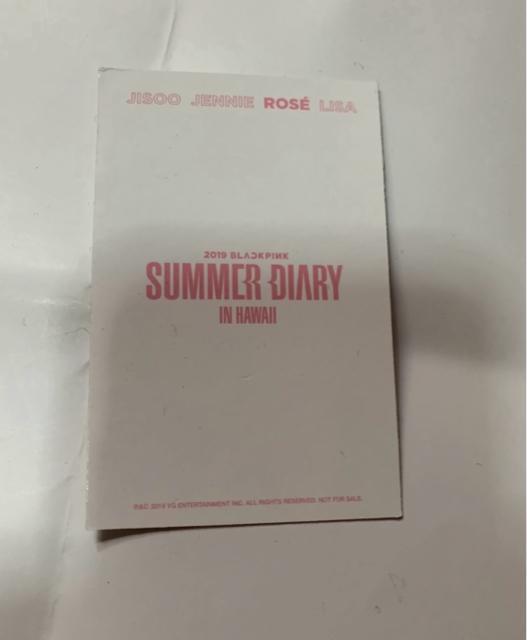 JISOO JENNIE ROSÉ LISA
2019 BLACKPINK
SUMMER DIARY
IN HAWAII
℗&© 2019 YG ENTERTAINMENT INC. ALL RIGHTS RESERVED. NOT FOR SALE.